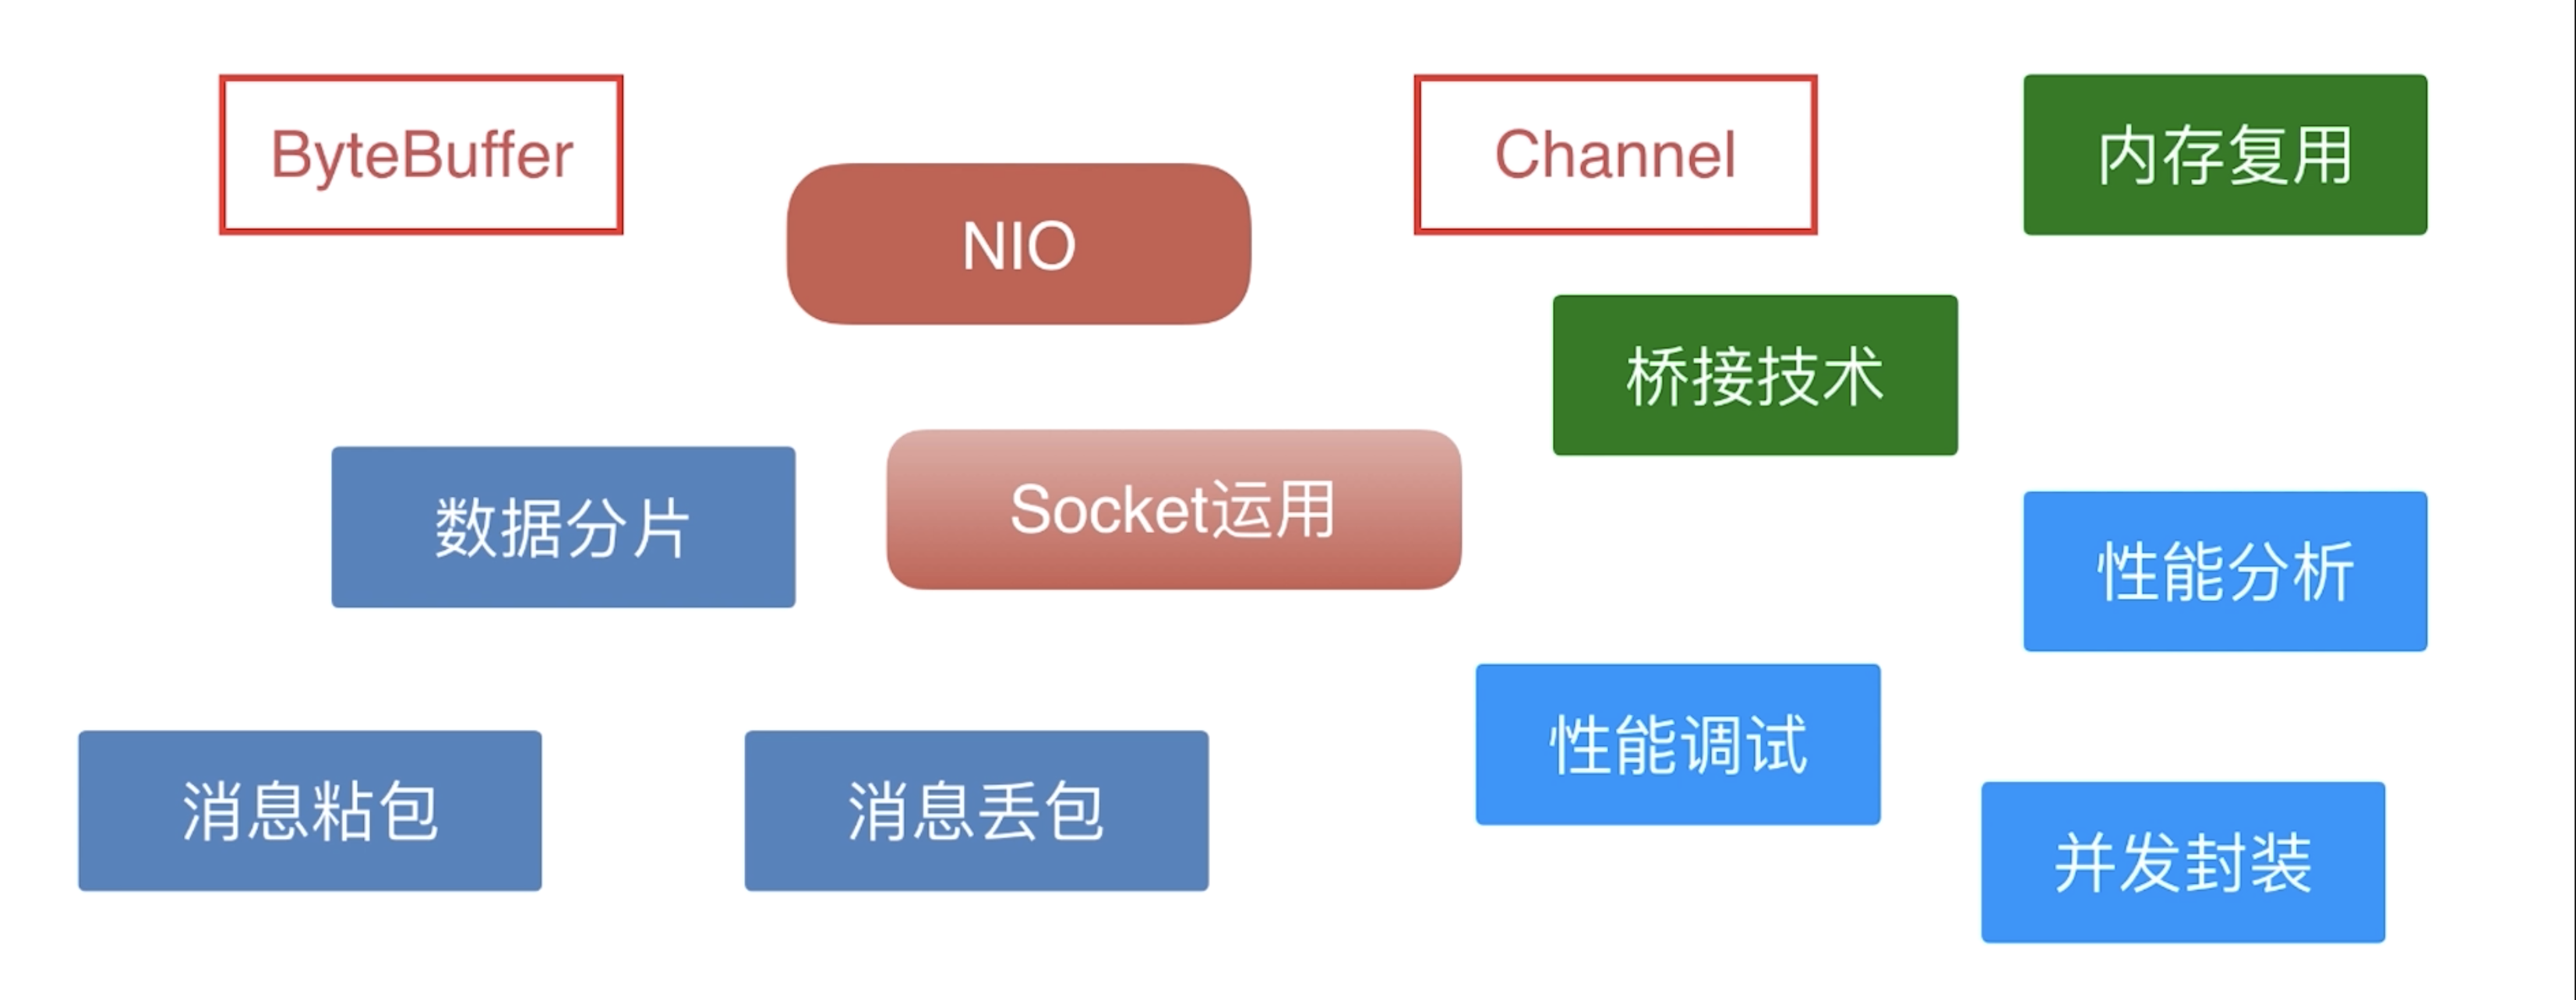 ByteBuffer
Channel
内存复用
NIO
桥接技术
数据分片
Socket运用
性能分析
性能调试
消息粘包
消息丢包
并发封装